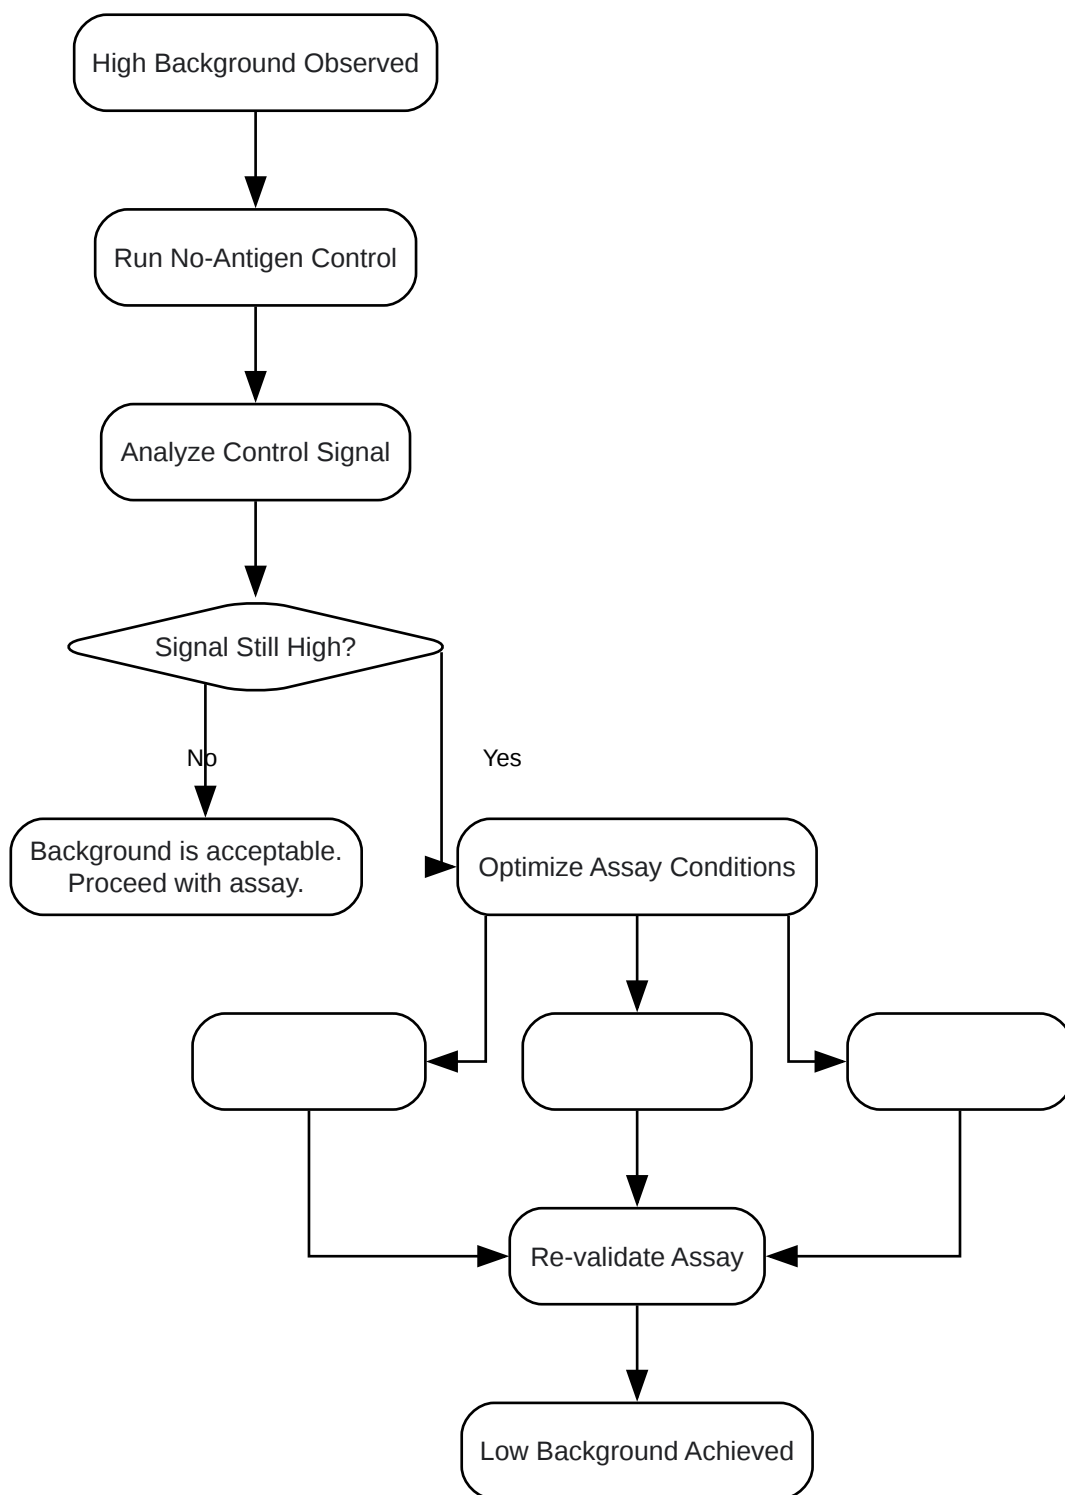 High Background Observed
Run No-Antigen Control
Analyze Control Signal
Signal Still High?
No
Yes
Background is acceptable.
Proceed with assay.
Optimize Assay Conditions
Re-validate Assay
Low Background Achieved